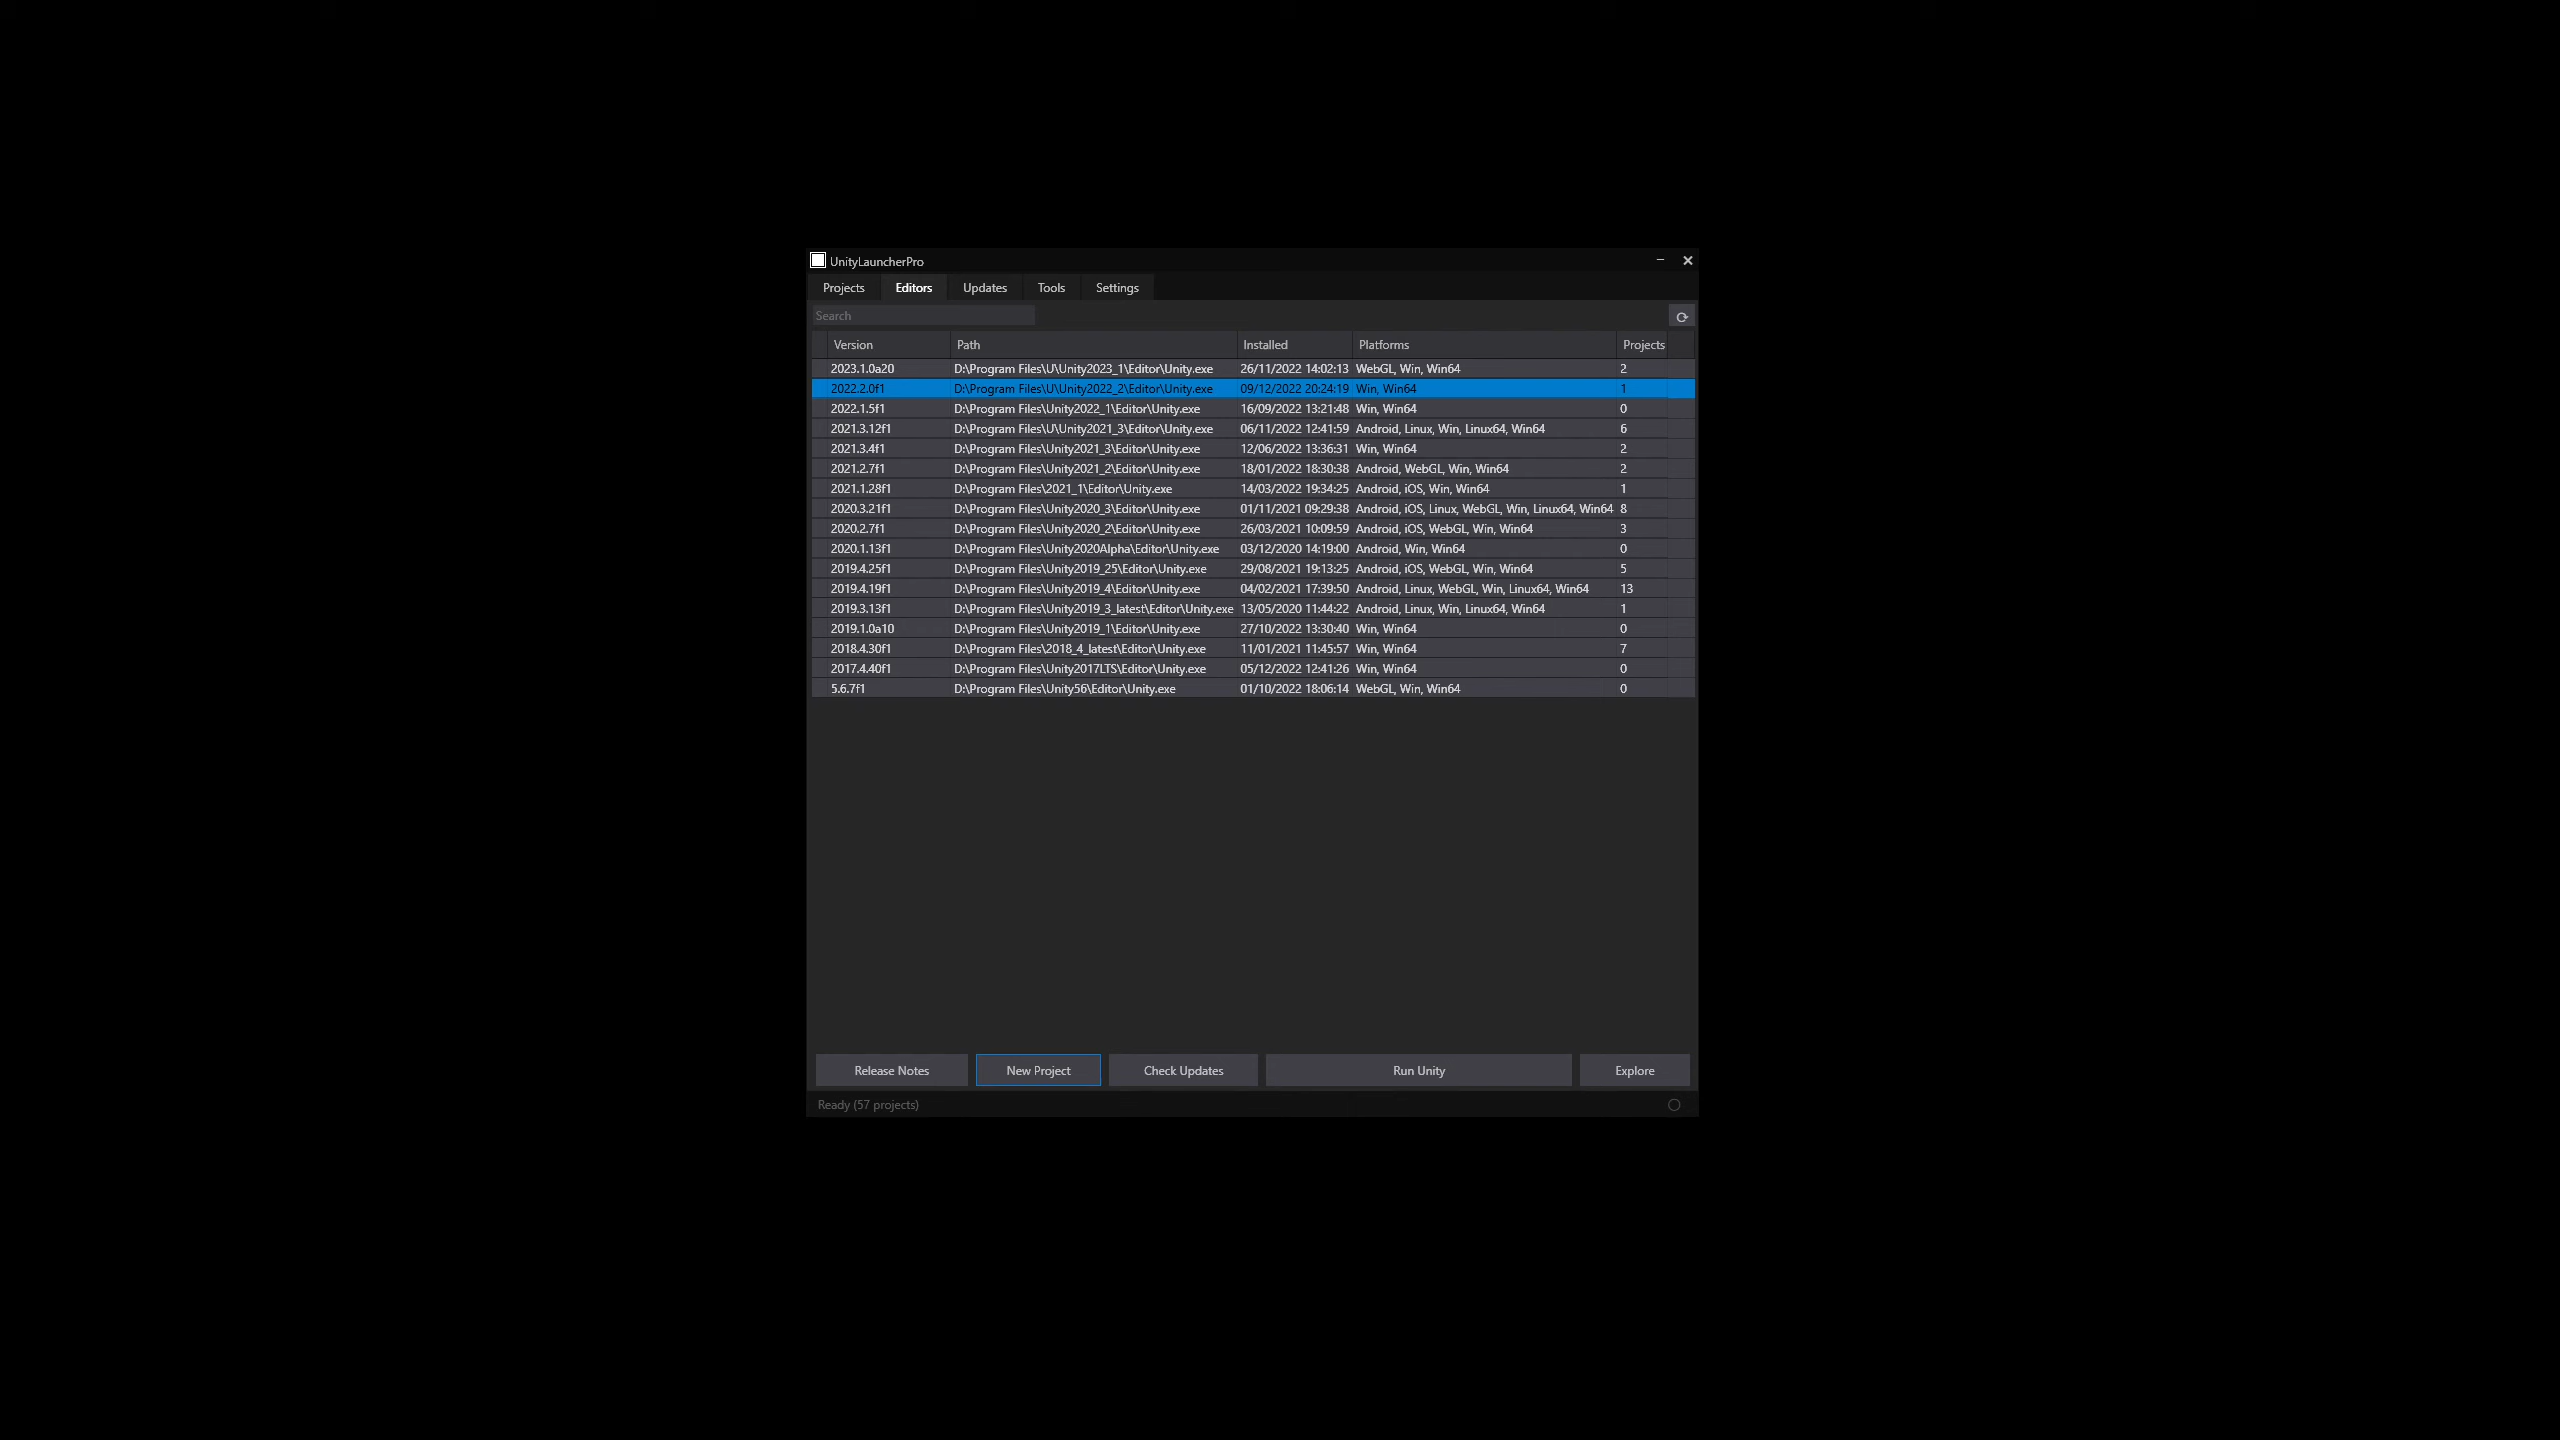 UnityLauncherPro
Projects Editors Updates Tools Settings
Search
Version Path Installed Platforms Projects
2023.1.0a20 D:\Program Files\U\Unity2023_1\Editor\Unity.exe 26/11/2022 14:02:13 WebGL, Win, Win64 2
2022.2.0f1 D:\Program Files\U\Unity2022_2\Editor\Unity.exe 09/12/2022 20:24:19 Win, Win64 1
2022.1.5f1 D:\Program Files\Unity2022_1\Editor\Unity.exe 16/09/2022 13:21:48 Win, Win64 0
2021.3.12f1 D:\Program Files\U\Unity2021_3\Editor\Unity.exe 06/11/2022 12:41:59 Android, Linux, Win, Linux64, Win64 6
2021.3.4f1 D:\Program Files\Unity2021_3\Editor\Unity.exe 12/06/2022 13:36:31 Win, Win64 2
2021.2.7f1 D:\Program Files\Unity2021_2\Editor\Unity.exe 18/01/2022 18:30:38 Android, WebGL, Win, Win64 2
2021.1.28f1 D:\Program Files\2021_1\Editor\Unity.exe 14/03/2022 19:34:25 Android, iOS, Win, Win64 1
2020.3.21f1 D:\Program Files\Unity2020_3\Editor\Unity.exe 01/11/2021 09:29:38 Android, iOS, Linux, WebGL, Win, Linux64, Win64 8
2020.2.7f1 D:\Program Files\Unity2020_2\Editor\Unity.exe 26/03/2021 10:09:59 Android, iOS, WebGL, Win, Win64 3
2020.1.13f1 D:\Program Files\Unity2020Alpha\Editor\Unity.exe 03/12/2020 14:19:00 Android, Win, Win64 0
2019.4.25f1 D:\Program Files\Unity2019_25\Editor\Unity.exe 29/08/2021 19:13:25 Android, iOS, WebGL, Win, Win64 5
2019.4.19f1 D:\Program Files\Unity2019_4\Editor\Unity.exe 04/02/2021 17:39:50 Android, Linux, WebGL, Win, Linux64, Win64 13
2019.3.13f1 D:\Program Files\Unity2019_3_latest\Editor\Unity.exe 13/05/2020 11:44:22 Android, Linux, Win, Linux64, Win64 1
2019.1.0a10 D:\Program Files\Unity2019_1\Editor\Unity.exe 27/10/2022 13:30:40 Win, Win64 0
2018.4.30f1 D:\Program Files\2018_4_latest\Editor\Unity.exe 11/01/2021 11:45:57 Win, Win64 7
2017.4.40f1 D:\Program Files\Unity2017LTS\Editor\Unity.exe 05/12/2022 12:41:26 Win, Win64 0
5.6.7f1 D:\Program Files\Unity56\Editor\Unity.exe 01/10/2022 18:06:14 WebGL, Win, Win64 0
Release Notes New Project Check Updates Run Unity Explore
Ready (57 projects)